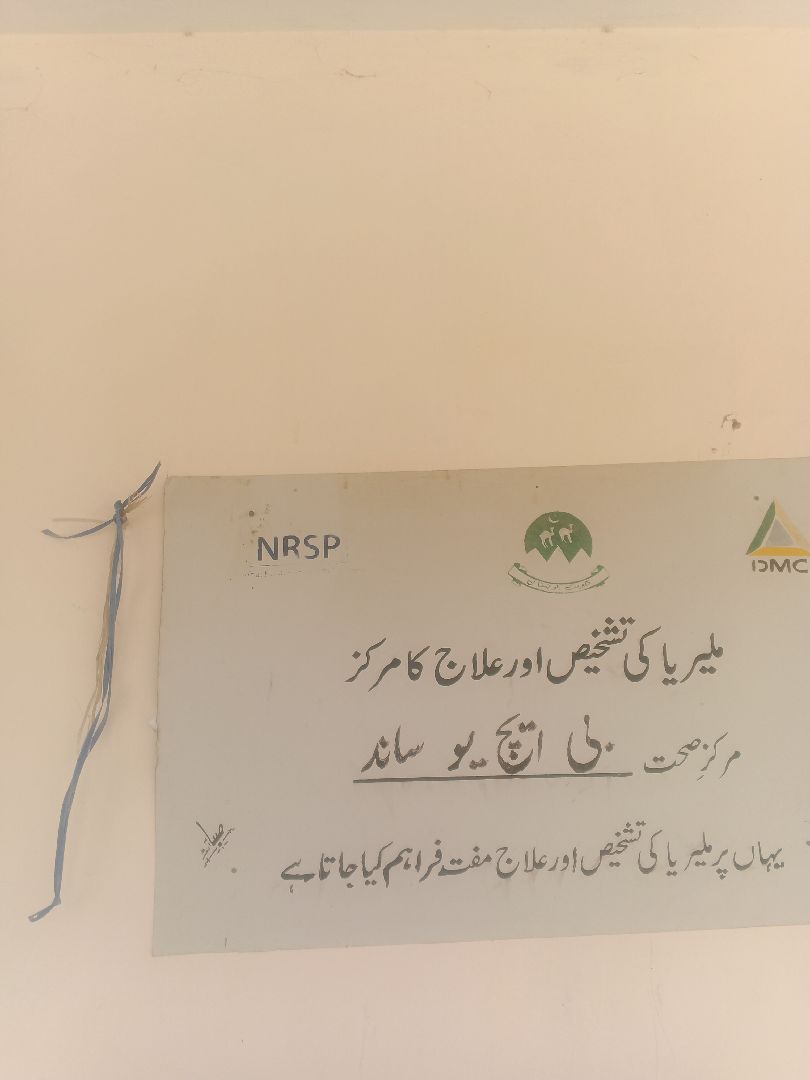 NRSP
DMC
ملیریا کی تشخیص اور علاج کا مرکز
مرکزِ صحت بی ایچ یو ساند
یہاں پر ملیریا کی تشخیص اور علاج مفت فراہم کیا جاتا ہے